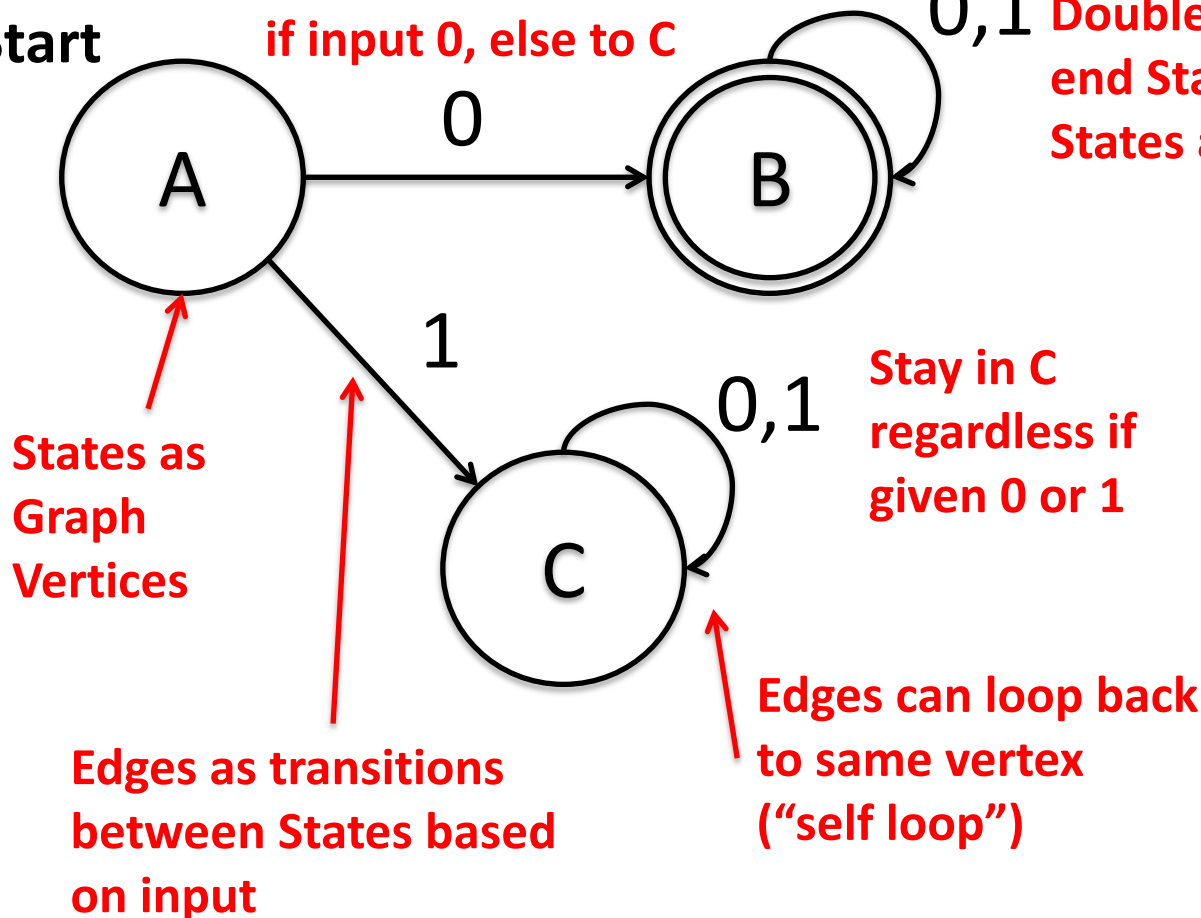 Start
if input 0, else to C
0,1
Double
end Sta
States a
0
A
B
1
0,1
Stay in C
regardless if
given 0 or 1
States as
Graph
Vertices
C
Edges can loop back
to same vertex
(“self loop”)
Edges as transitions
between States based
on input